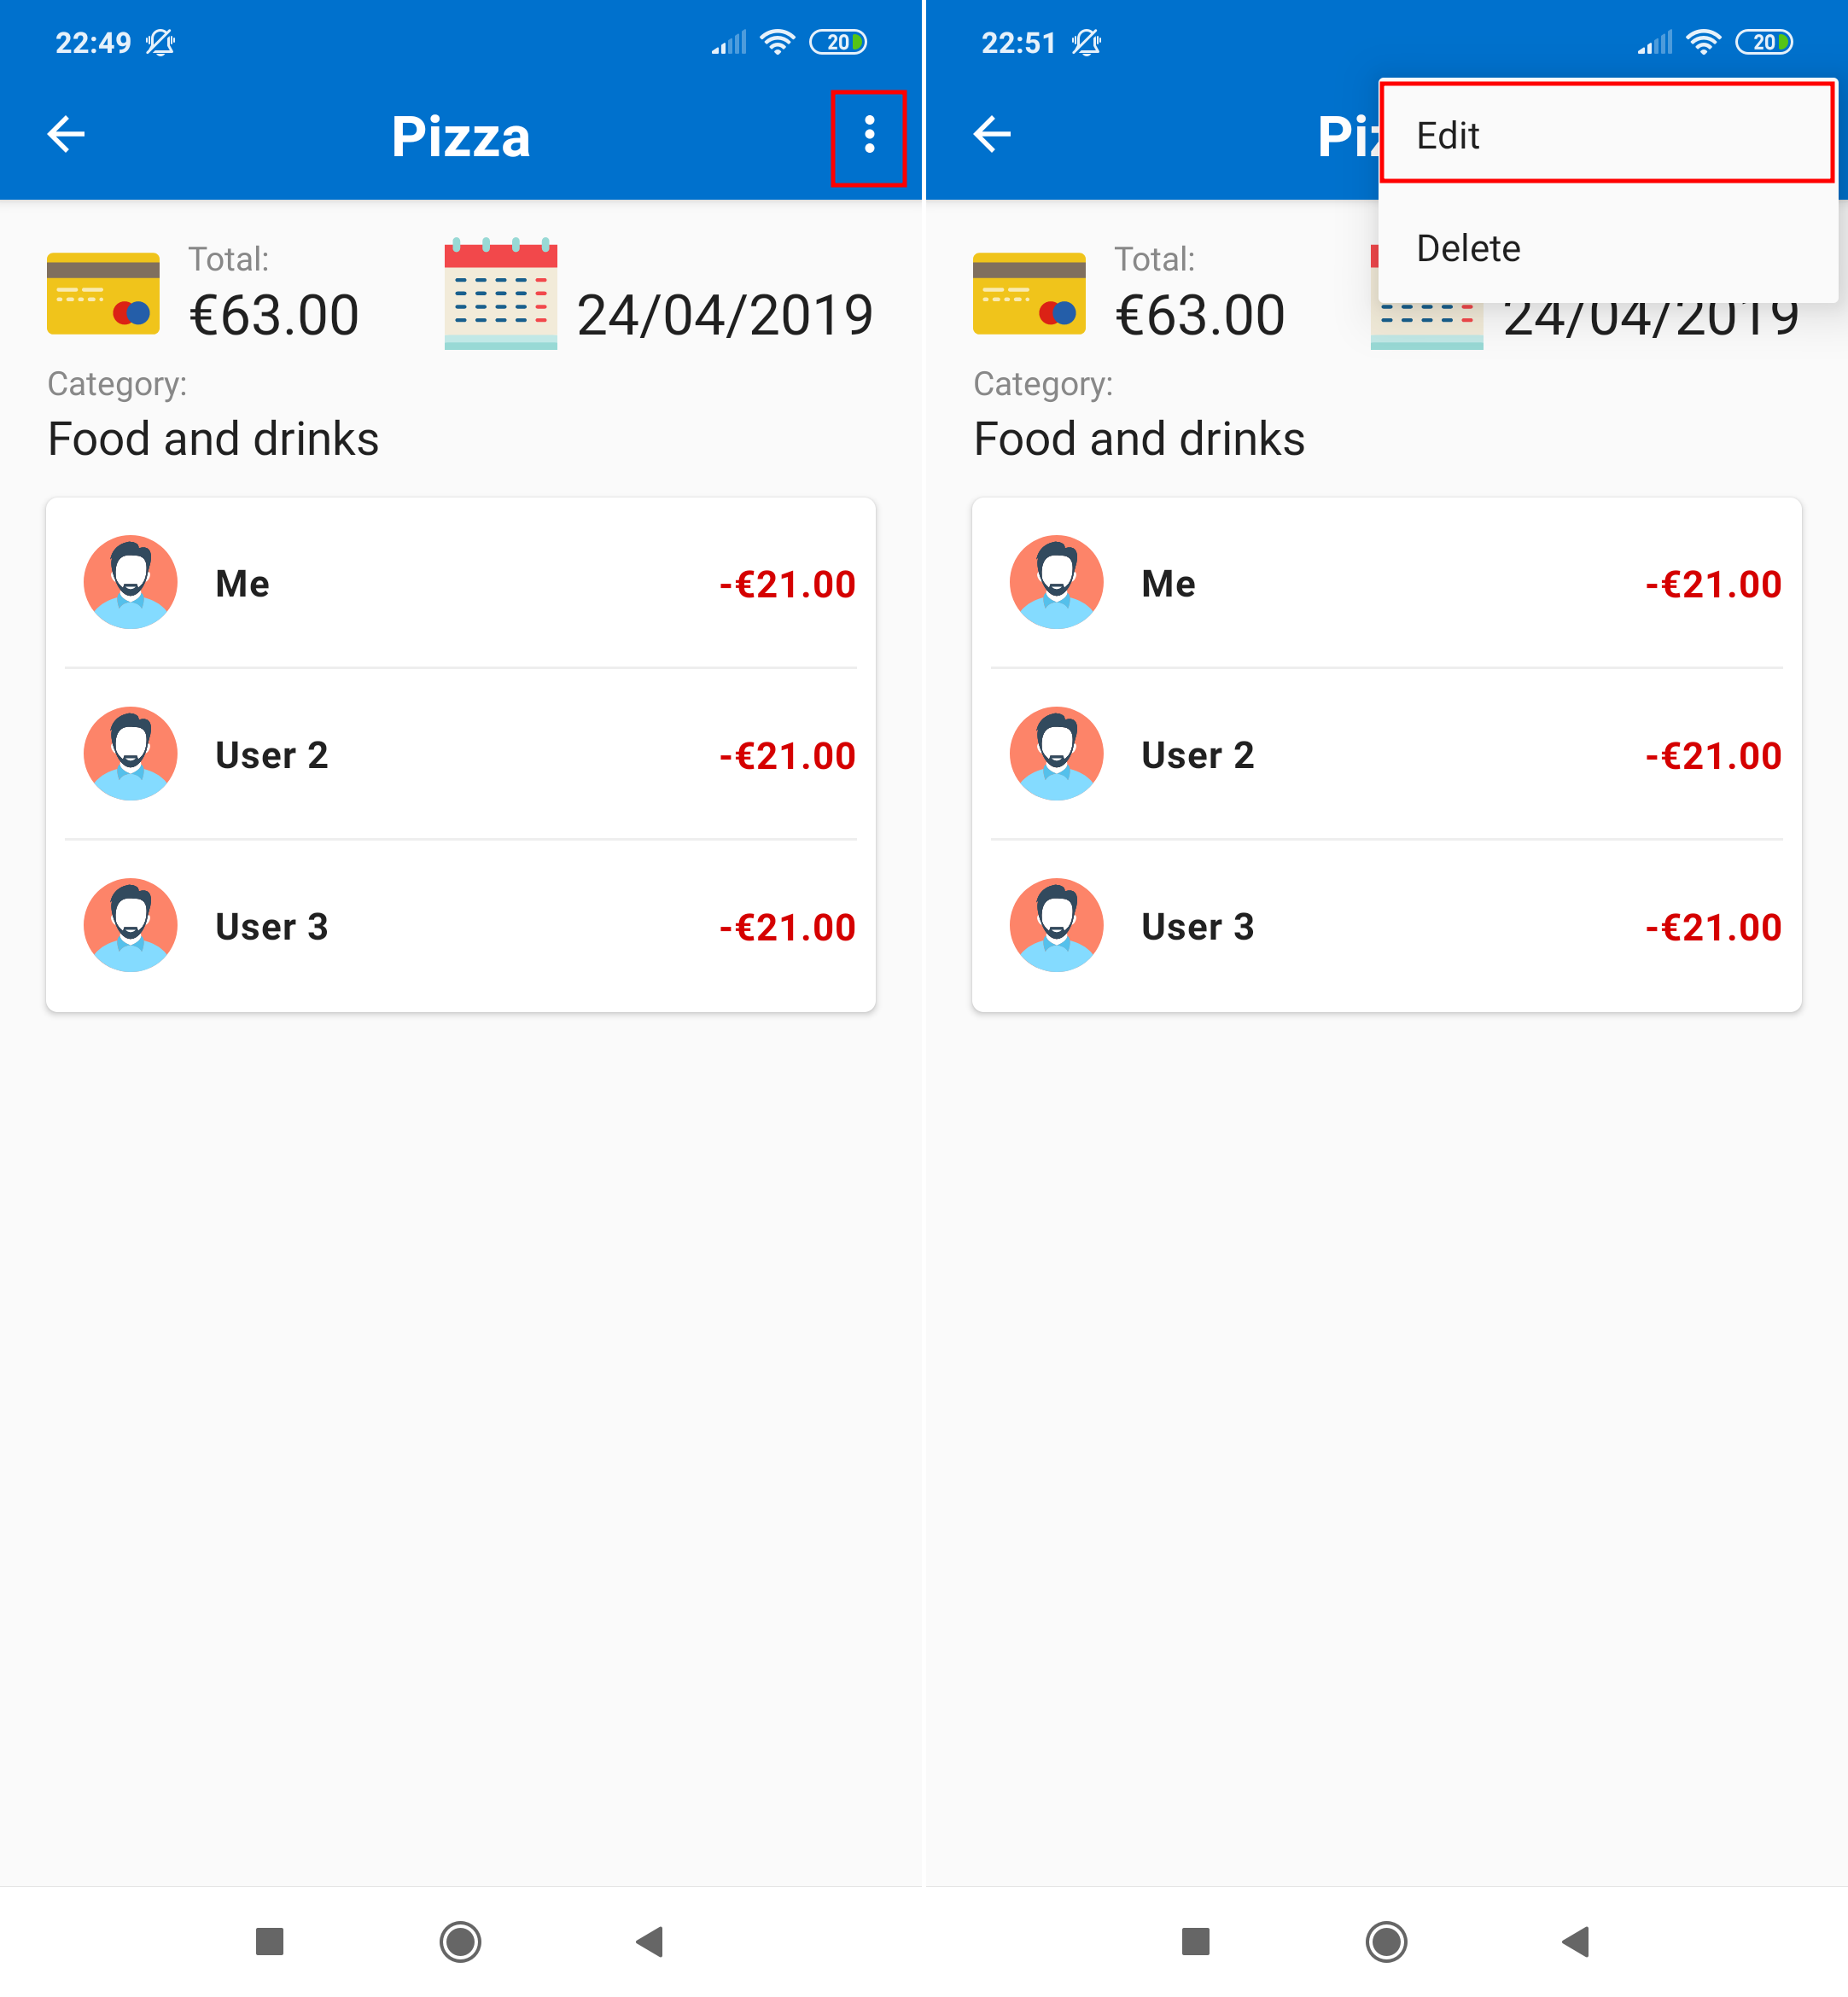 22:49
20
Pizza
Total:
€63.00
24/04/2019
Category:
Food and drinks
Me
-€21.00
User 2
-€21.00
User 3
-€21.00
22:51
20
Piz
Edit
Delete
Total:
€63.00
24/04/2019
Category:
Food and drinks
Me
-€21.00
User 2
-€21.00
User 3
-€21.00